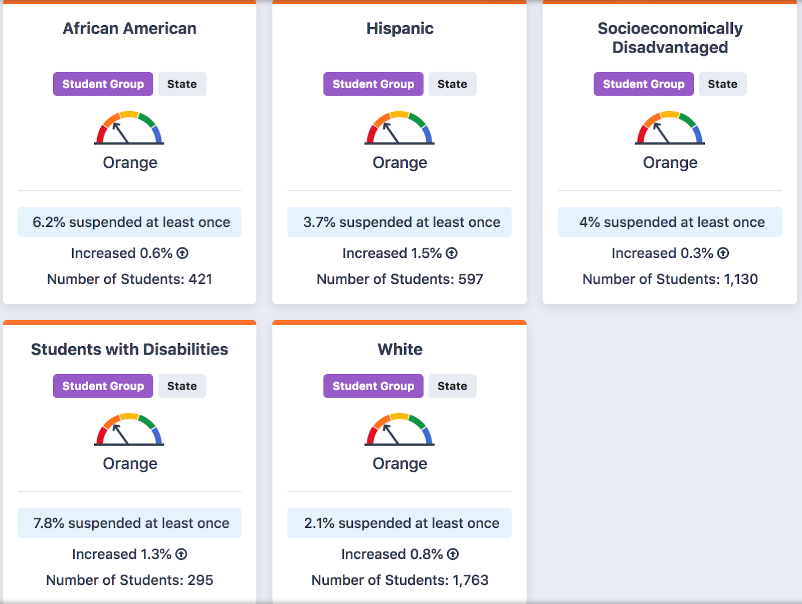 African American
Student Group State
Orange
6.2% suspended at least once
Increased 0.6%
Number of Students: 421
Hispanic
Student Group State
Orange
3.7% suspended at least once
Increased 1.5%
Number of Students: 597
Socioeconomically
Disadvantaged
Student Group State
Orange
4% suspended at least once
Increased 0.3%
Number of Students: 1,130
Students with Disabilities
Student Group State
Orange
7.8% suspended at least once
Increased 1.3%
Number of Students: 295
White
Student Group State
Orange
2.1% suspended at least once
Increased 0.8%
Number of Students: 1,763